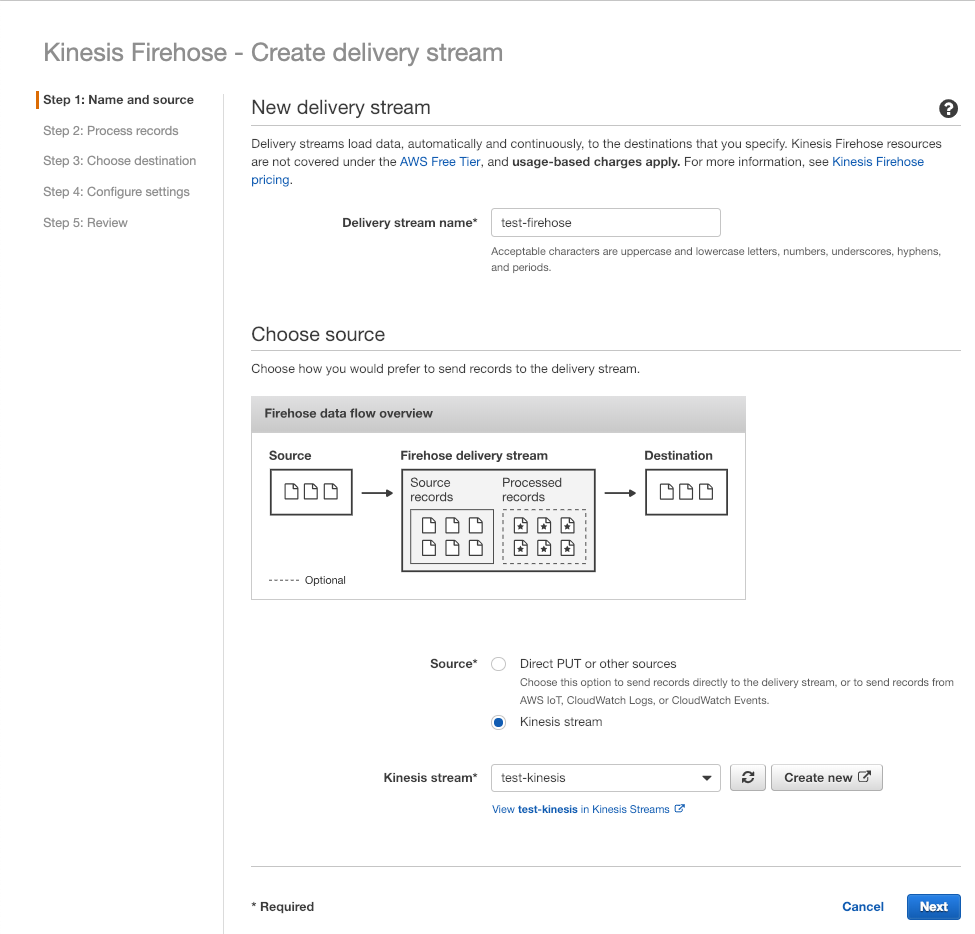 Kinesis Firehose - Create delivery stream
Step 1: Name and source
Step 2: Process records
Step 3: Choose destination
Step 4: Configure settings
Step 5: Review
New delivery stream
Delivery streams load data, automatically and continuously, to the destinations that you specify. Kinesis Firehose resources
are not covered under the AWS Free Tier, and usage-based charges apply. For more information, see Kinesis Firehose
pricing.
Delivery stream name*
test-firehose
Acceptable characters are uppercase and lowercase letters, numbers, underscores, hyphens,
and periods.
Choose source
Choose how you would prefer to send records to the delivery stream.
Firehose data flow overview
Source
Firehose delivery stream
Destination
Source
records
Processed
records
Optional
Source*
Direct PUT or other sources
Choose this option to send records directly to the delivery stream, or to send records from
AWS IoT, CloudWatch Logs, or CloudWatch Events.
Kinesis stream
Kinesis stream*
test-kinesis
Create new
View test-kinesis in Kinesis Streams
* Required
Cancel
Next